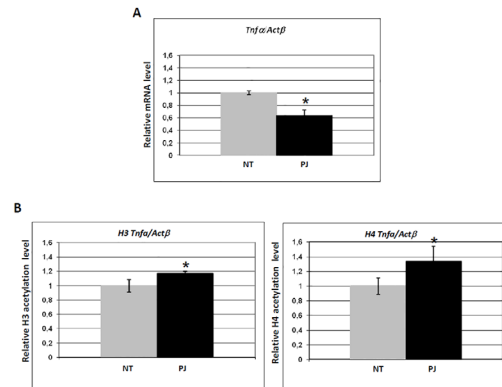 A
Tnfα/Actβ
Relative mRNA level
1,6
1,4
1,2
1
0,8
0,6
0,4
0,2
0
*
NT PJ
B
H3 Tnfα/Actβ
Relative H3 acetylation level
1,6
1,4
1,2
1
0,8
0,6
0,4
0,2
0
*
NT PJ
H4 Tnfα/Actβ
Relative H4 acetylation level
1,6
1,4
1,2
1
0,8
0,6
0,4
0,2
0
*
NT PJ